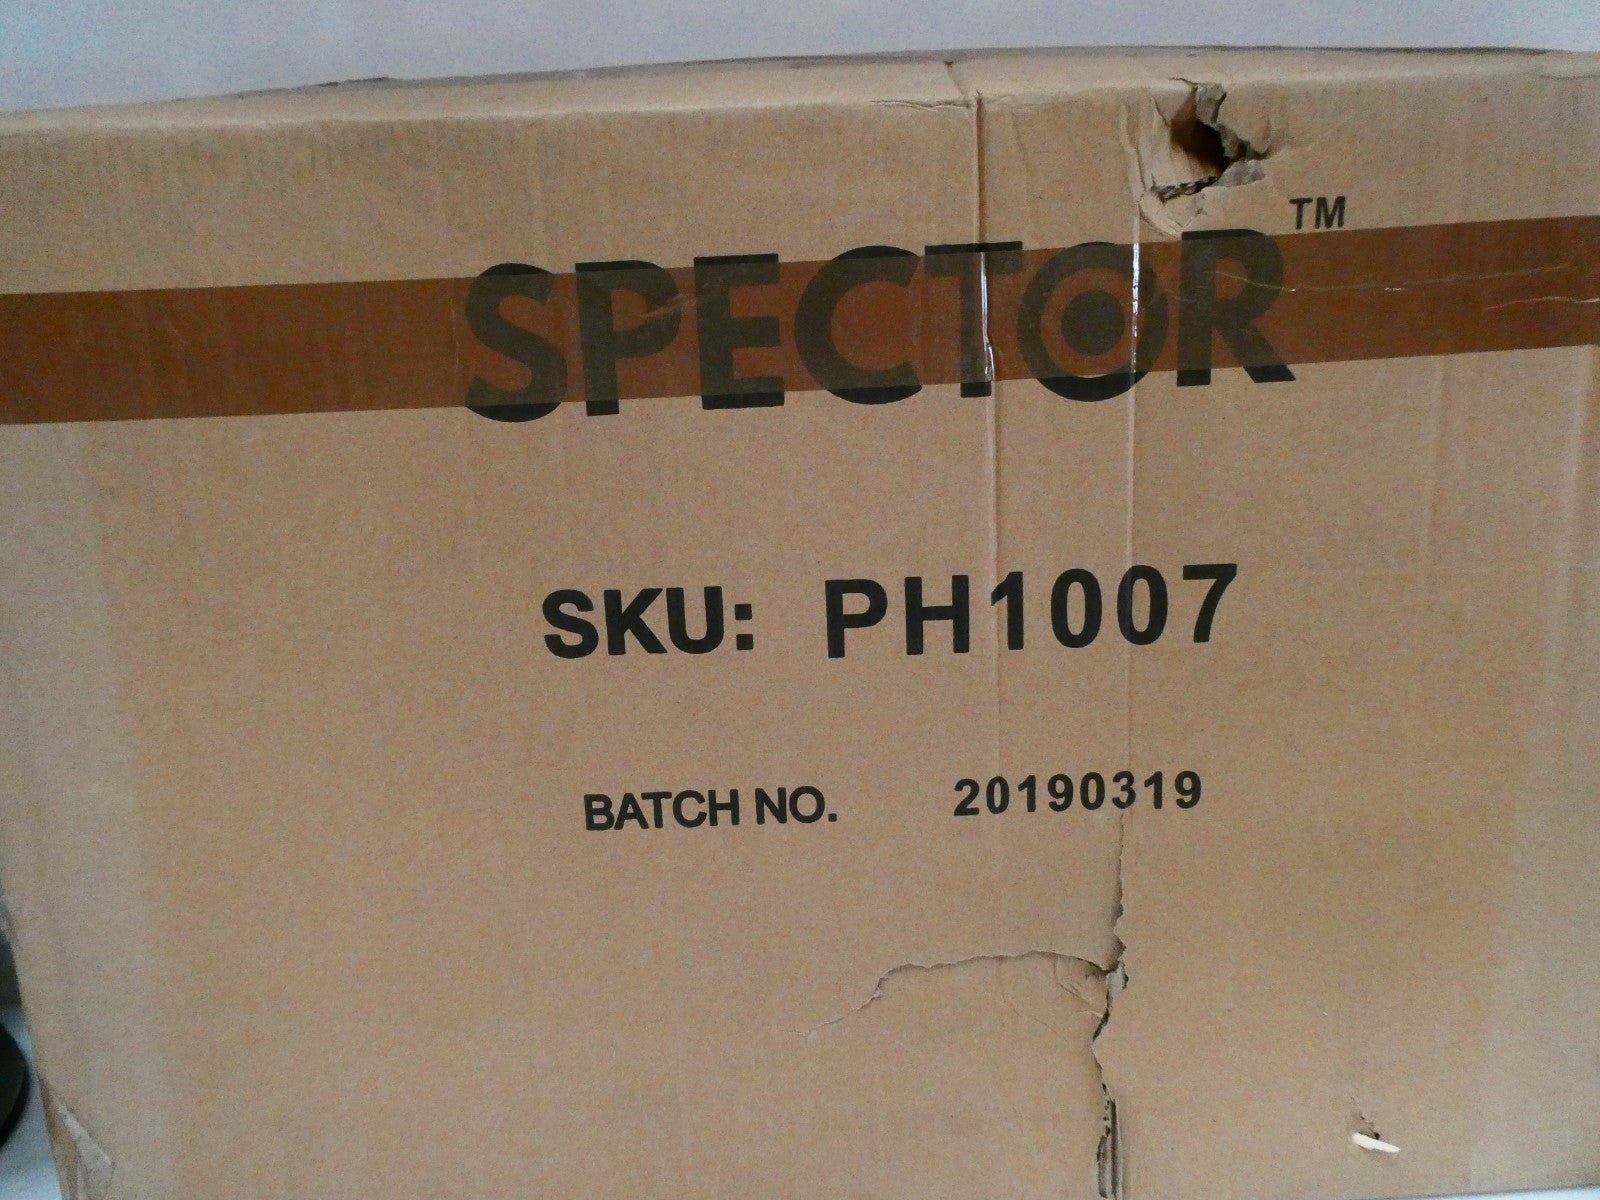 SPECTOR™
SKU: PH1007
BATCH NO. 20190319